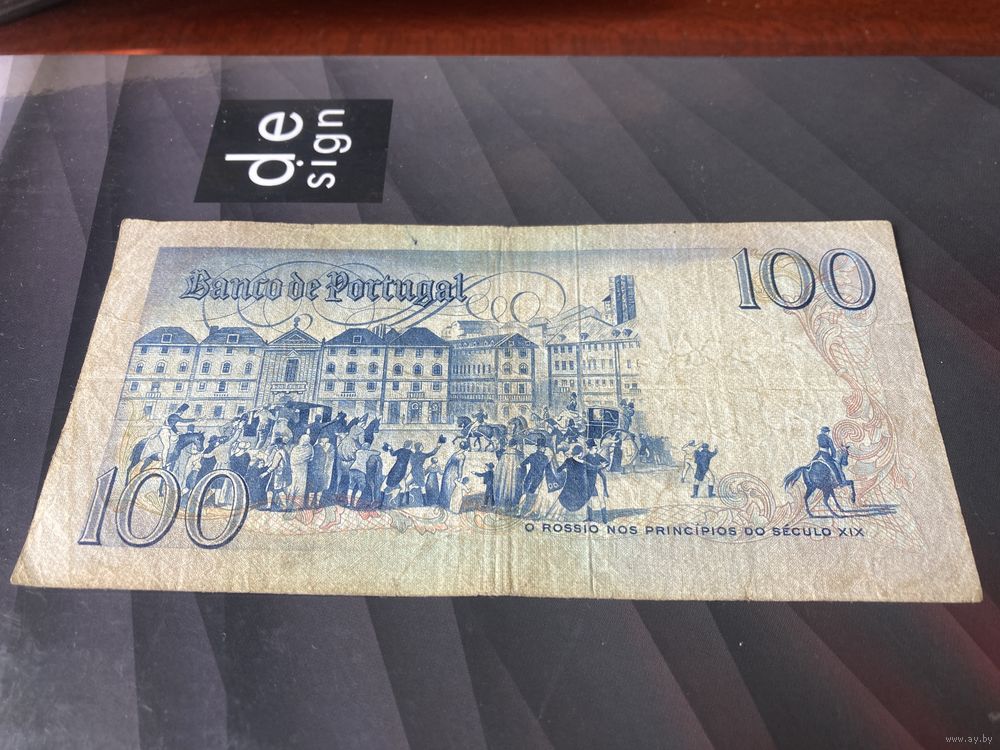 de
sign
Banco de Portugal
100
100
O ROSSIO NOS PRINCÍPIOS DO SÉCULO XIX
www.ay.by